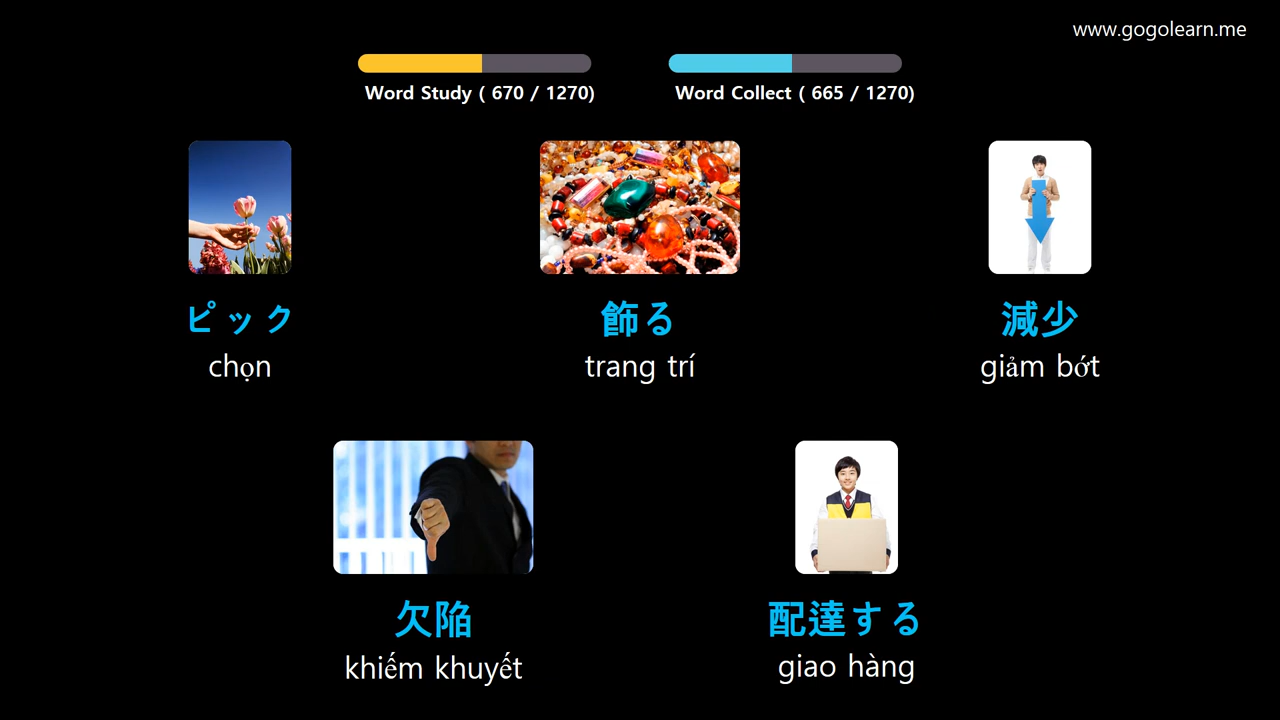 www.gogolearn.me
Word Study ( 670 / 1270)
Word Collect ( 665 / 1270)
ピック
chọn
飾る
trang trí
減少
giảm bớt
欠陥
khiếm khuyết
配達する
giao hàng